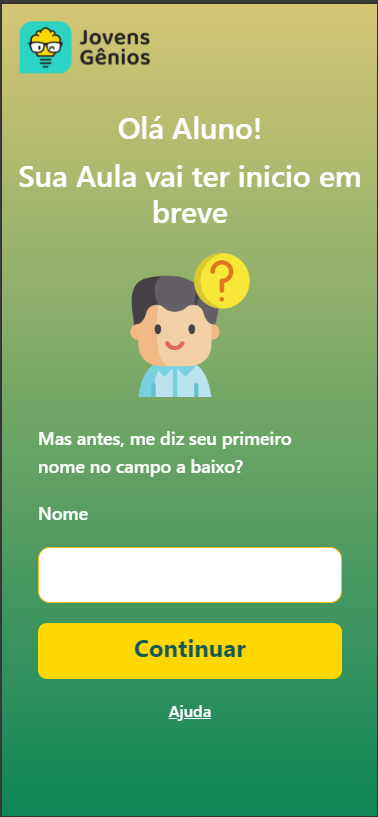 Jovens
Gênios
Olá Aluno!
Sua Aula vai ter inicio em
breve
?
Mas antes, me diz seu primeiro
nome no campo a baixo?
Nome
Continuar
Ajuda